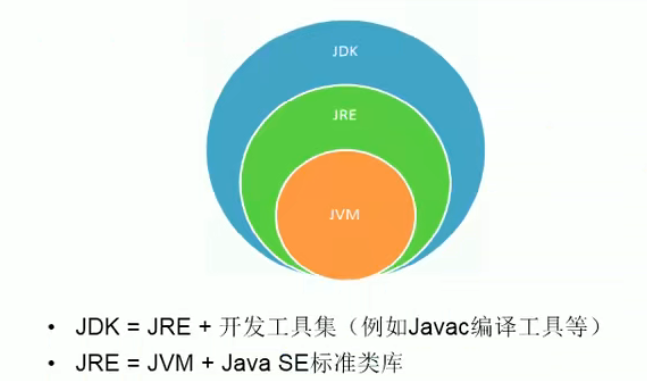 JDK
JRE
JVM
• JDK = JRE + 开发工具集（例如Javac编译工具等）
• JRE = JVM + Java SE标准类库